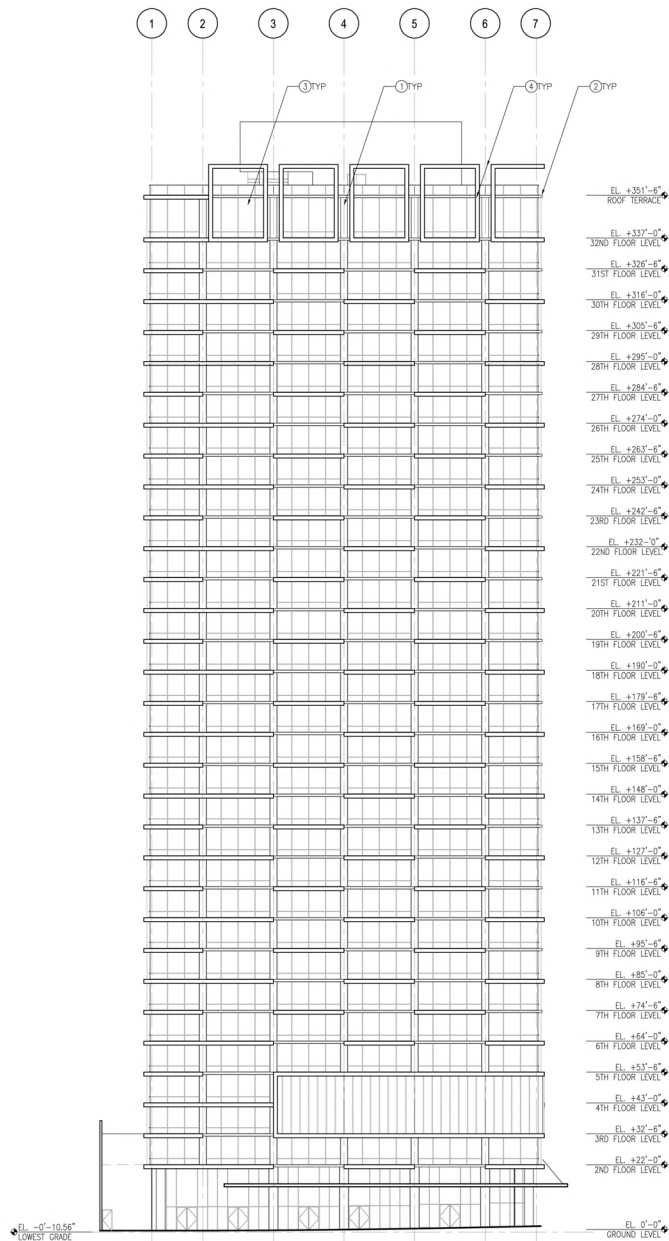 1 2 3 4 5 6 7
3 TYP 1 TYP 4 TYP 2 TYP
EL. +351'-6"
ROOF TERRACE
EL. +337'-0"
32ND FLOOR LEVEL
EL. +326'-6"
31ST FLOOR LEVEL
EL. +316'-0"
30TH FLOOR LEVEL
EL. +305'-6"
29TH FLOOR LEVEL
EL. +295'-0"
28TH FLOOR LEVEL
EL. +284'-6"
27TH FLOOR LEVEL
EL. +274'-0"
26TH FLOOR LEVEL
EL. +263'-6"
25TH FLOOR LEVEL
EL. +253'-0"
24TH FLOOR LEVEL
EL. +242'-6"
23RD FLOOR LEVEL
EL. +232-'0"
22ND FLOOR LEVEL
EL. +221'-6"
21ST FLOOR LEVEL
EL. +211'-0"
20TH FLOOR LEVEL
EL. +200'-6"
19TH FLOOR LEVEL
EL. +190'-0"
18TH FLOOR LEVEL
EL. +179'-6"
17TH FLOOR LEVEL
EL. +169'-0"
16TH FLOOR LEVEL
EL. +158'-6"
15TH FLOOR LEVEL
EL. +148'-0"
14TH FLOOR LEVEL
EL. +137'-6"
13TH FLOOR LEVEL
EL. +127'-0"
12TH FLOOR LEVEL
EL. +116'-6"
11TH FLOOR LEVEL
EL. +106'-0"
10TH FLOOR LEVEL
EL. +95'-6"
9TH FLOOR LEVEL
EL. +85'-0"
8TH FLOOR LEVEL
EL. +74'-6"
7TH FLOOR LEVEL
EL. +64'-0"
6TH FLOOR LEVEL
EL. +53'-6"
5TH FLOOR LEVEL
EL. +43'-0"
4TH FLOOR LEVEL
EL. +32'-6"
3RD FLOOR LEVEL
EL. +22'-0"
2ND FLOOR LEVEL
EL. -0'-10.56"
LOWEST GRADE
EL. 0'-0"
GROUND LEVEL